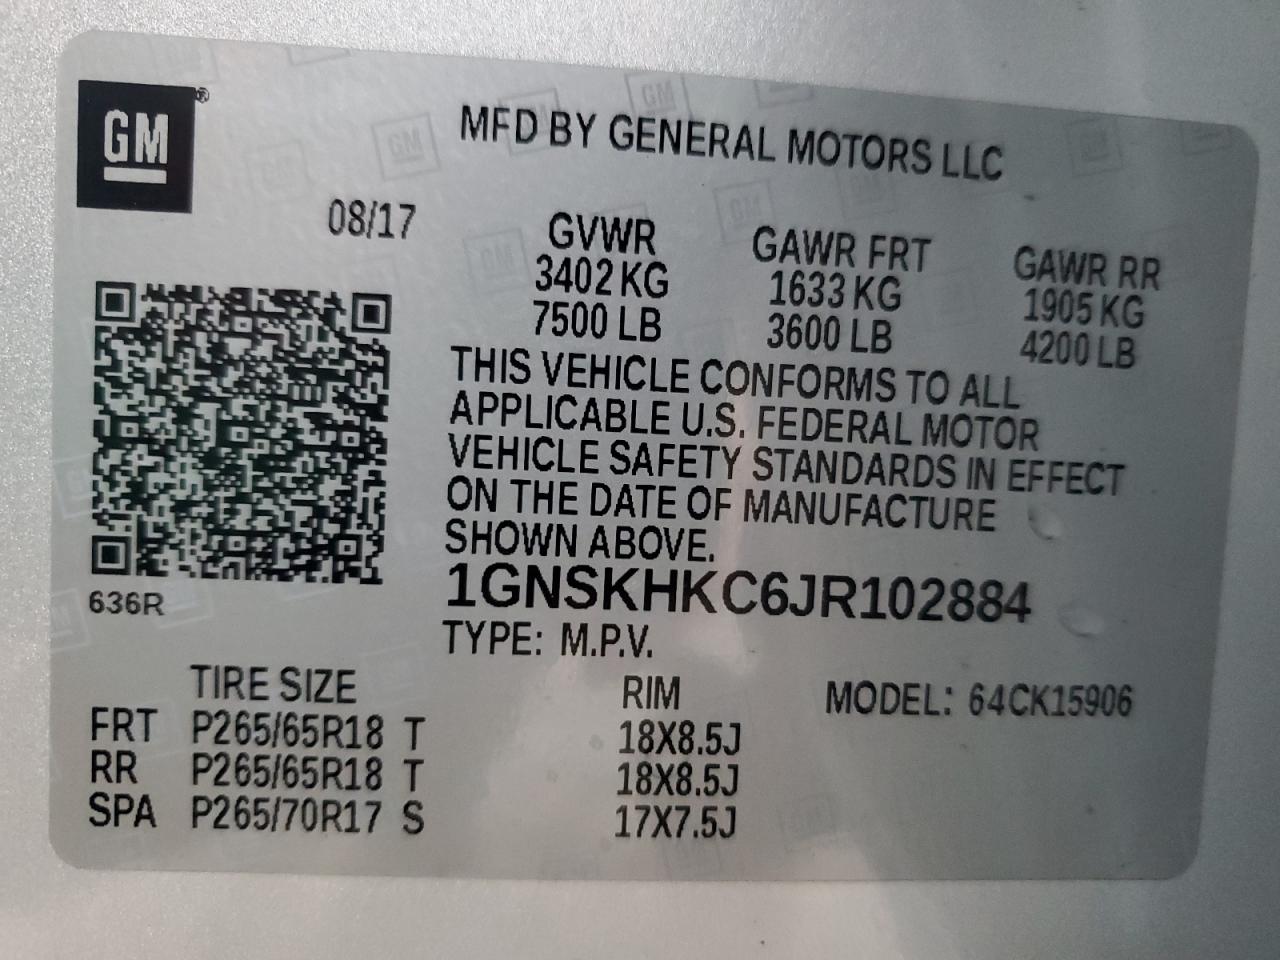 GM®
MFD BY GENERAL MOTORS LLC
08/17
GVWR GAWR FRT GAWR RR
3402 KG 1633 KG 1905 KG
7500 LB 3600 LB 4200 LB
THIS VEHICLE CONFORMS TO ALL
APPLICABLE U.S. FEDERAL MOTOR
VEHICLE SAFETY STANDARDS IN EFFECT
ON THE DATE OF MANUFACTURE
SHOWN ABOVE.
1GNSKHKC6JR102884
636R
TYPE: M.P.V.
TIRE SIZE RIM MODEL: 64CK15906
FRT P265/65R18 T 18X8.5J
RR P265/65R18 T 18X8.5J
SPA P265/70R17 S 17X7.5J